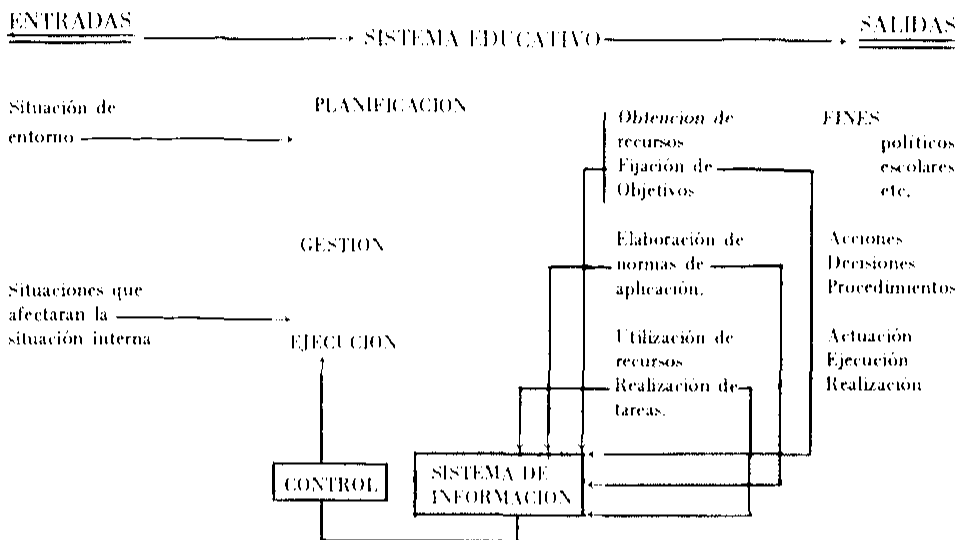 ENTRADAS
SISTEMA EDUCATIVO
SALIDAS
Situación de
entorno
PLANIFICACION
Obtencion de
recursos
Fijación de
Objetivos
FINES
políticos
escolares
etc.
GESTION
Elaboración de
normas de
aplicación.
Acciones
Decisiones
Procedimientos
Situaciones que
afectaran la
situación interna
EJECUCION
Utilización de
recursos
Realización de
tareas.
Actuación
Ejecución
Realización
CONTROL
SISTEMA DE
INFORMACION